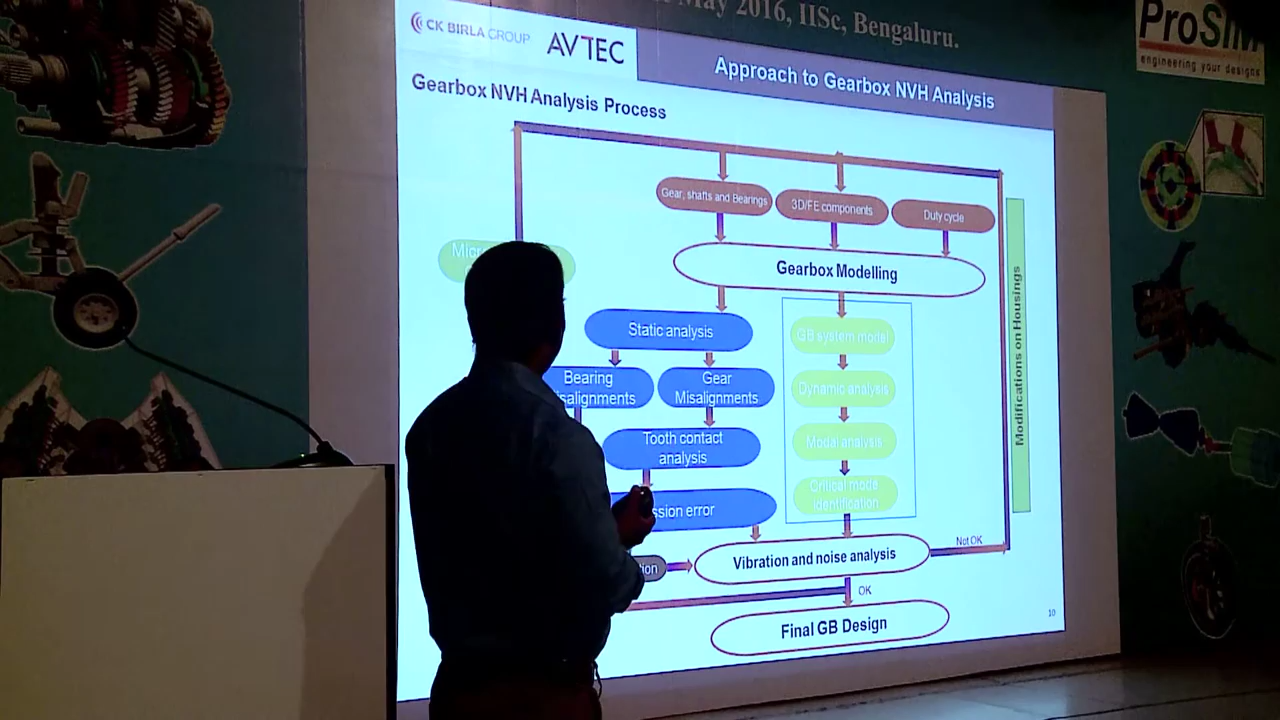 May 2016, IISc, Bengaluru.
ProSIM
engineering your designs
CK BIRLA GROUP
AVTEC
Approach to Gearbox NVH Analysis
Gearbox NVH Analysis Process
Gear, shafts and Bearings
3D/FE components
Duty cycle
Gearbox Modelling
Static analysis
GB system model
Bearing
Gear
Misalignments
Dynamic analysis
Tooth contact
analysis
Modal analysis
Critical mode
identification
error
Vibration and noise analysis
Not OK
OK
Final GB Design
Modifications on Housings
10